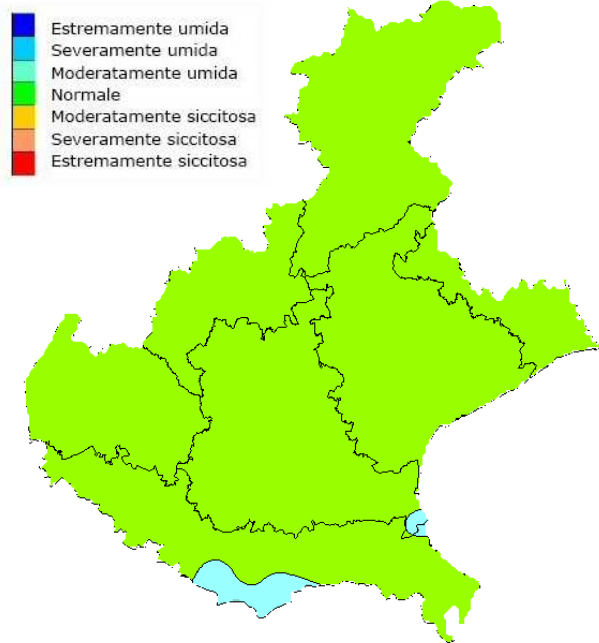 Estremamente umida
Severamente umida
Moderatamente umida
Normale
Moderatamente siccitosa
Severamente siccitosa
Estremamente siccitosa